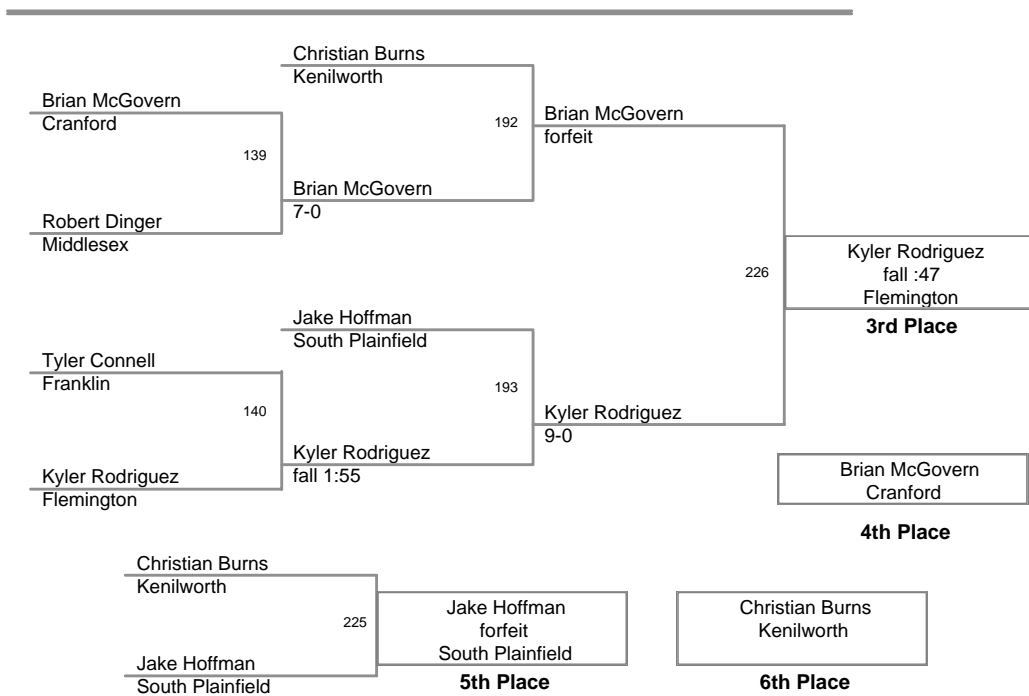 Christian Burns
Kenilworth
Brian McGovern
Cranford
192
Brian McGovern
forfeit
139
Brian McGovern
7-0
Robert Dinger
Middlesex
226
Kyler Rodriguez
fall :47
Flemington
3rd Place
Jake Hoffman
South Plainfield
Tyler Connell
Franklin
193
140
Kyler Rodriguez
9-0
Kyler Rodriguez
fall 1:55
Kyler Rodriguez
Flemington
Brian McGovern
Cranford
4th Place
Christian Burns
Kenilworth
225
Jake Hoffman
forfeit
South Plainfield
5th Place
Christian Burns
Kenilworth
6th Place
Jake Hoffman
South Plainfield